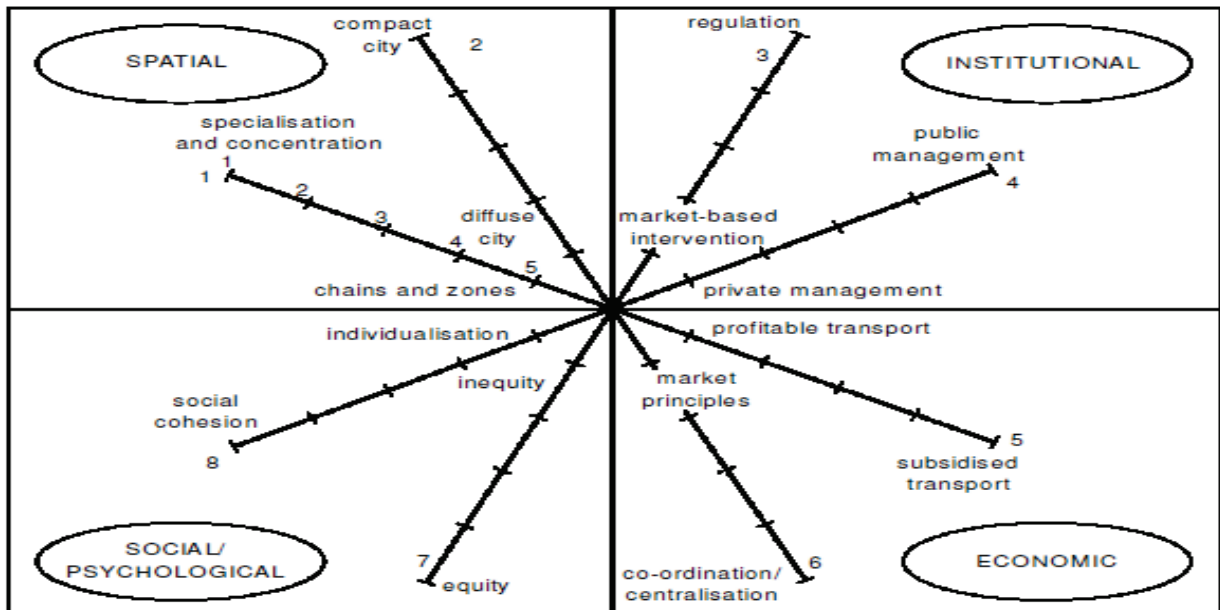 compact
city
2
SPATIAL
specialisation
and concentration
1
1
2
3
4
5
diffuse
city
chains and zones
regulation
3
INSTITUTIONAL
public
management
4
market-based
intervention
private management
individualisation
inequity
social
cohesion
8
SOCIAL/
PSYCHOLOGICAL
7
equity
profitable transport
market
principles
5
subsidised
transport
6
co-ordination/
centralisation
ECONOMIC